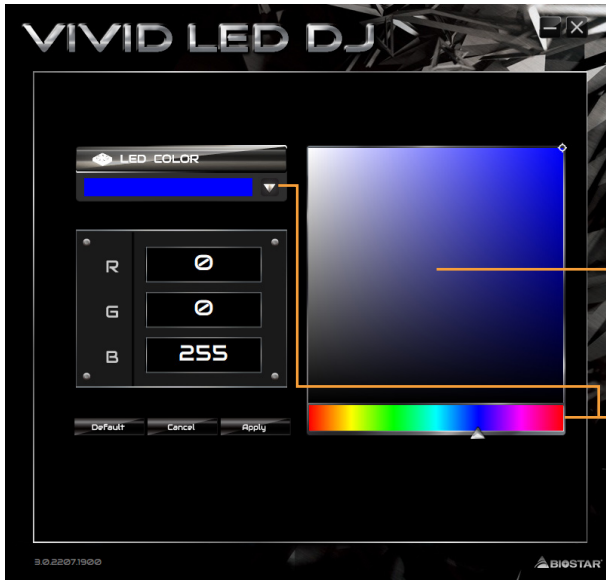 VIVID LED DJ
LED COLOR
R 0
G 0
B 255
Default Cancel Apply
3.0.2207.1900 BIOSTAR